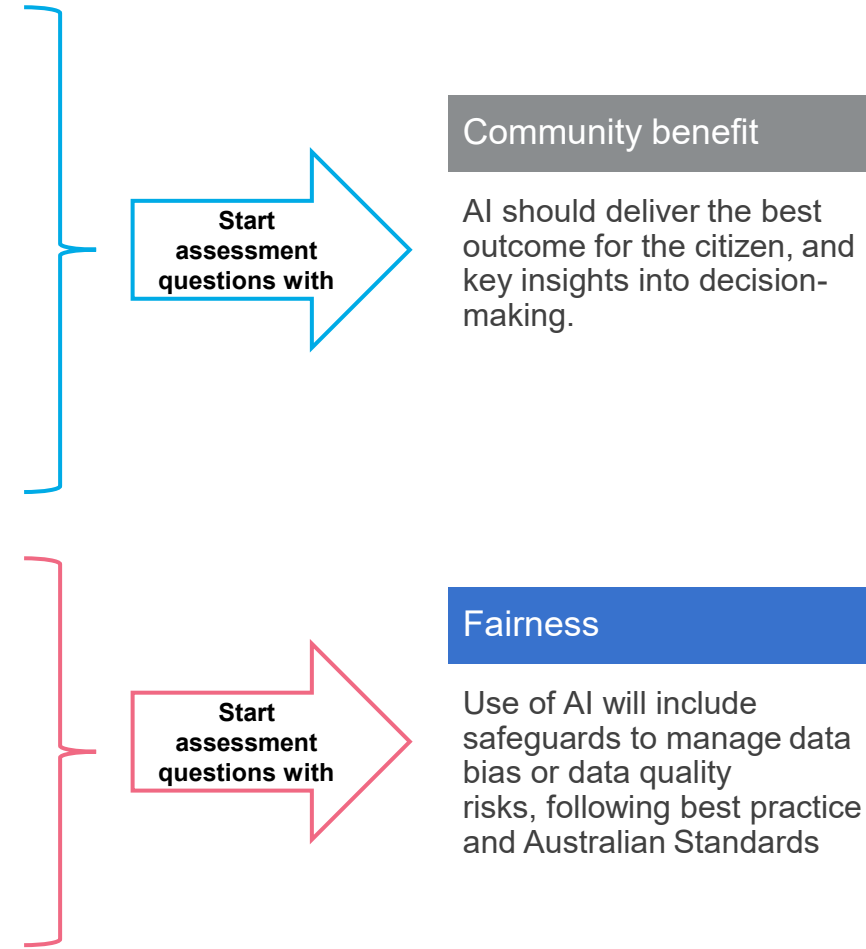 Community benefit
Start
assessment
questions with
AI should deliver the best
outcome for the citizen, and
key insights into decision-
making.
Fairness
Start
assessment
questions with
Use of AI will include
safeguards to manage data
bias or data quality
risks, following best practice
and Australian Standards